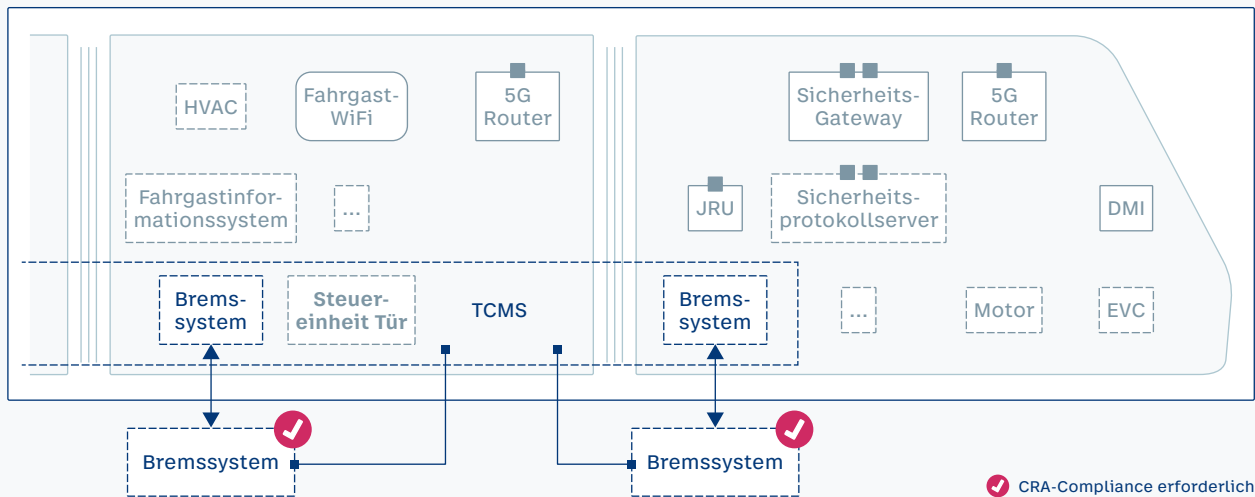 HVAC
Fahrgast-
WiFi
5G
Router
Sicherheits-
Gateway
5G
Router
Fahrgastinfor-
mationssystem
...
JRU
Sicherheits-
protokollserver
DMI
Brems-
system
Steuer-
einheit Tür
TCMS
Brems-
system
...
Motor
EVC
Bremssystem
Bremssystem
CRA-Compliance erforderlich